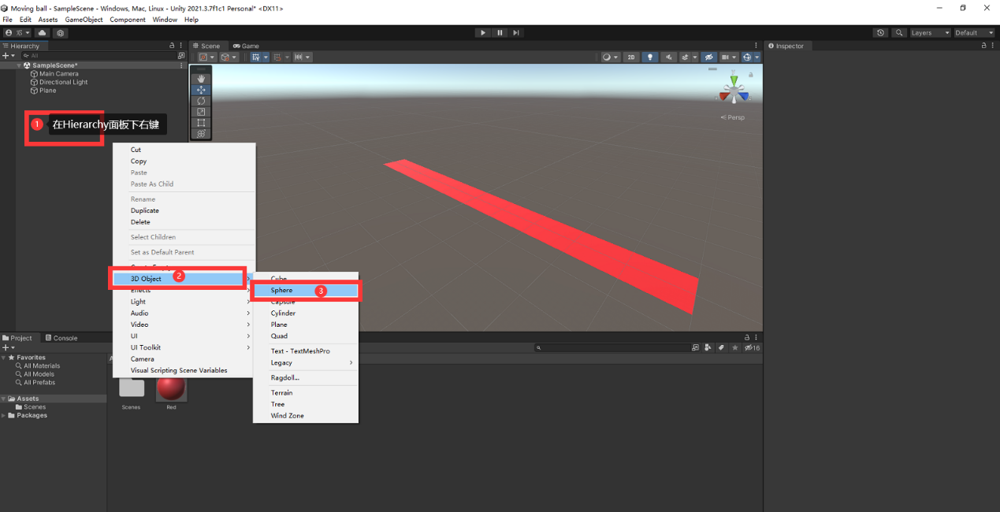 Moving ball - SampleScene - Windows, Mac, Linux - Unity 2021.3.7f1c1 Personal* <DX11>
File Edit Assets GameObject Component Window Help
Layers Default
Hierarchy
Scene Game
Inspector
All
2D
SampleScene*
Main Camera
Directional Light
Plane
Persp
1 在Hierarchy面板下右键
Cut
Copy
Paste
Paste As Child
Rename
Duplicate
Delete
Select Children
Set as Default Parent
3D Object 2
Effects
Light
Audio
Video
UI
UI Toolkit
Camera
Visual Scripting Scene Variables
Cube
Sphere 3
Capsule
Cylinder
Plane
Quad
Text - TextMeshPro
Legacy
Ragdoll...
Terrain
Tree
Wind Zone
Project Console
16
Favorites
All Materials
All Models
All Prefabs
Assets
Scenes
Packages
Scenes Red